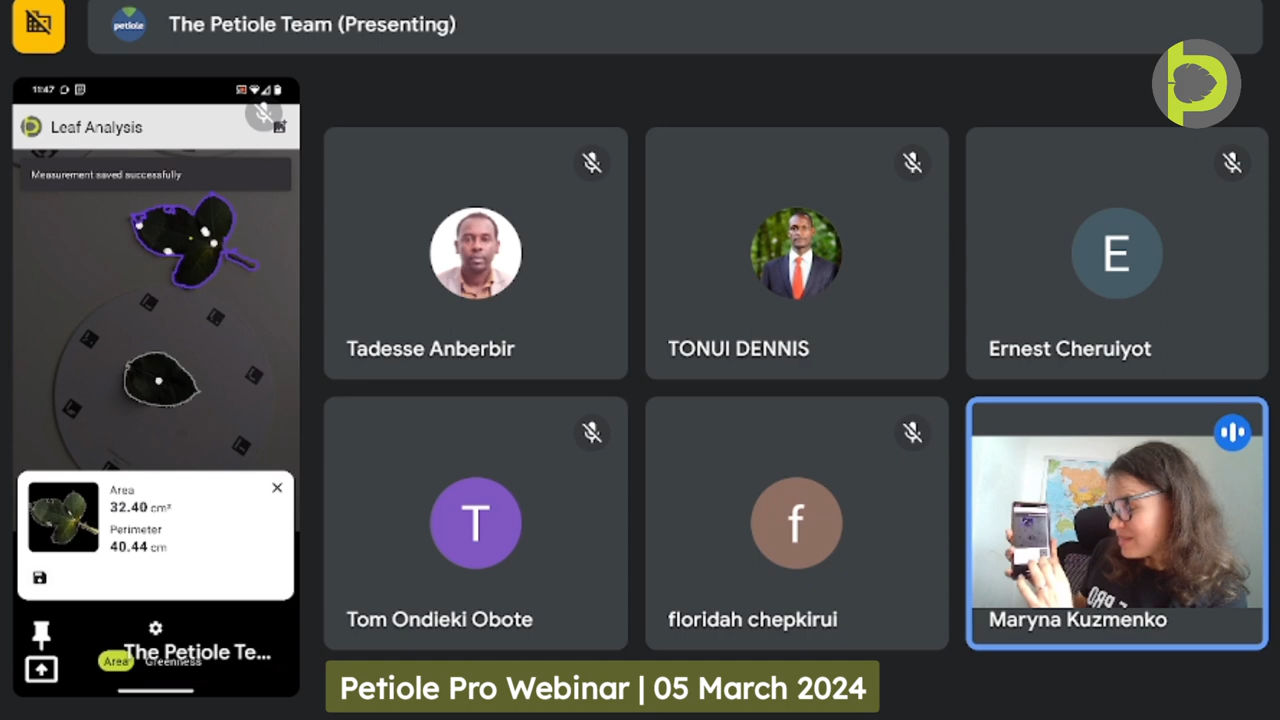 petiole
The Petiole Team (Presenting)
11:47
Leaf Analysis
Measurement saved successfully
Area
32.40 cm²
Perimeter
40.44 cm
Area
Greenness
The Petiole Te...
Tadesse Anberbir
TONUI DENNIS
E
Ernest Cheruiyot
T
Tom Ondieki Obote
f
floridah chepkirui
Maryna Kuzmenko
Petiole Pro Webinar | 05 March 2024